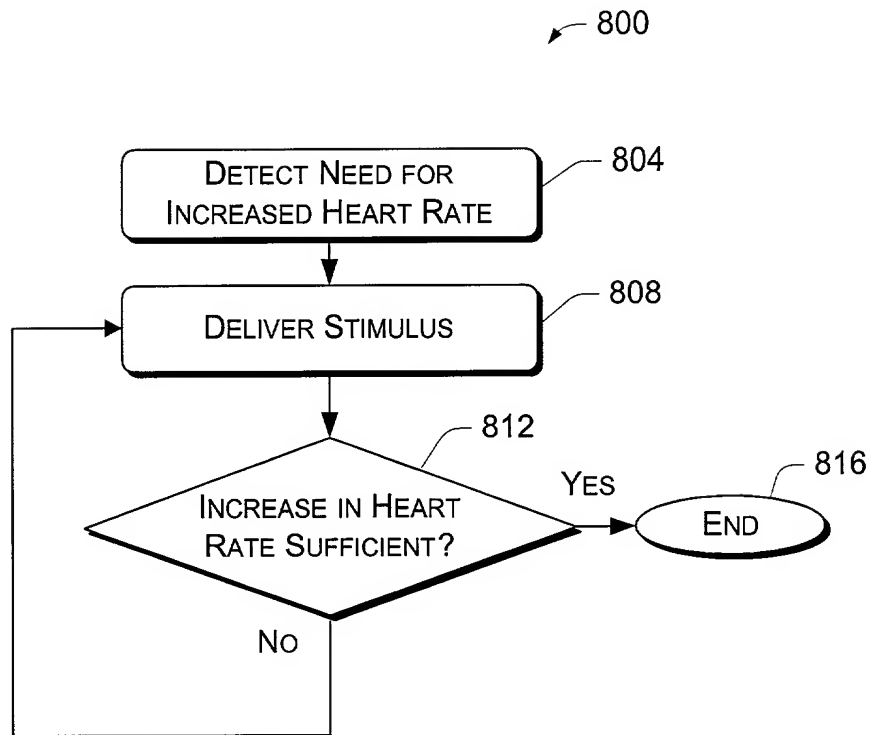 800
DETECT NEED FOR
INCREASED HEART RATE
804
DELIVER STIMULUS
808
812
INCREASE IN HEART
RATE SUFFICIENT?
YES
816
END
NO